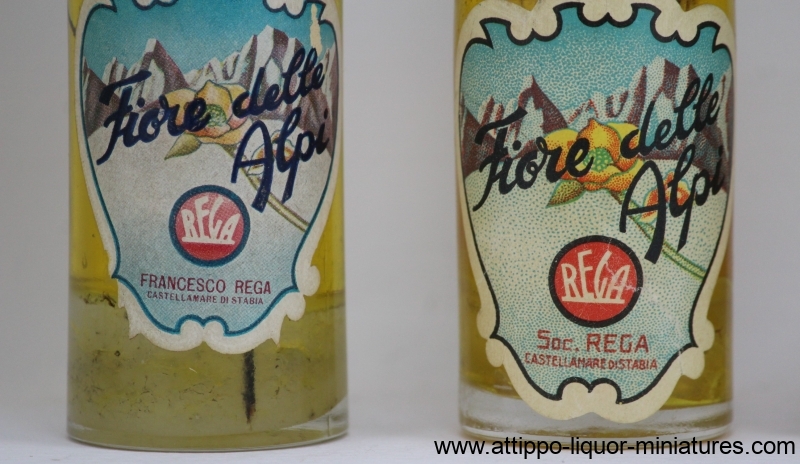 Fiore delle
Alpi
REGA
FRANCESCO REGA
CASTELLAMARE DI STABIA
Fiore delle
Alpi
REGA
Soc. REGA
CASTELLAMARE DI STABIA
www.attippo-liquor-miniatures.com